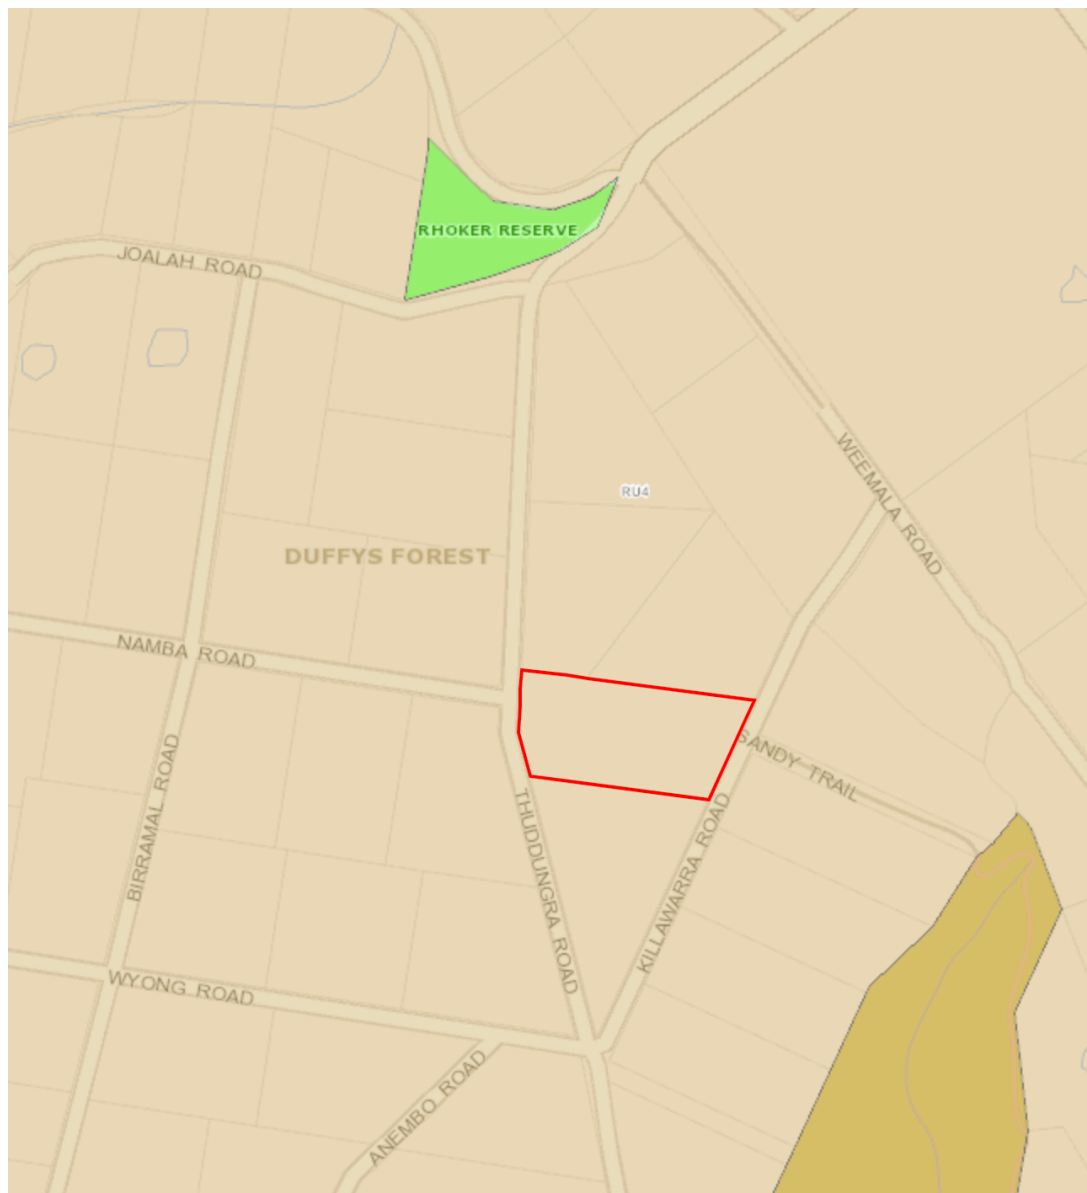 RHOKER RESERVE
JOALAH ROAD
WEEMALA ROAD
RU4
DUFFYS FOREST
NAMBA ROAD
SANDY TRAIL
BIRRAMAL ROAD
THUDDUNGRA ROAD
KILLAWARRA ROAD
WYONG ROAD
ANEMBO ROAD